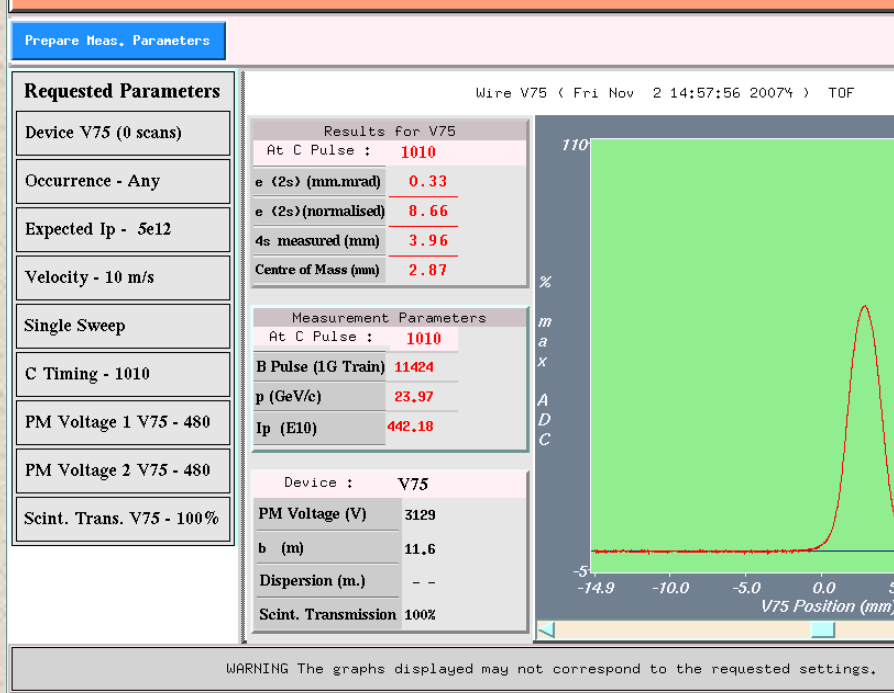 Prepare Meas. Parameters
Requested Parameters
Device V75 (0 scans)
Occurrence - Any
Expected Ip - 5e12
Velocity - 10 m/s
Single Sweep
C Timing - 1010
PM Voltage 1 V75 - 480
PM Voltage 2 V75 - 480
Scint. Trans. V75 - 100%
Wire V75 ( Fri Nov 2 14:57:56 2007 ) TOF
Results for V75
At C Pulse : 1010
e (2s) (mm.mrad) 0.33
e (2s)(normalised) 8.66
4s measured (mm) 3.96
Centre of Mass (mm) 2.87
Measurement Parameters
At C Pulse : 1010
B Pulse (1G Train) 11424
p (GeV/c) 23.97
Ip (E10) 442.18
Device : V75
PM Voltage (V) 3129
b (m) 11.6
Dispersion (m.) - -
Scint. Transmission 100%
110
% max ADC
-5
-14.9 -10.0 -5.0 0.0 5
V75 Position (mm)
WARNING The graphs displayed may not correspond to the requested settings.